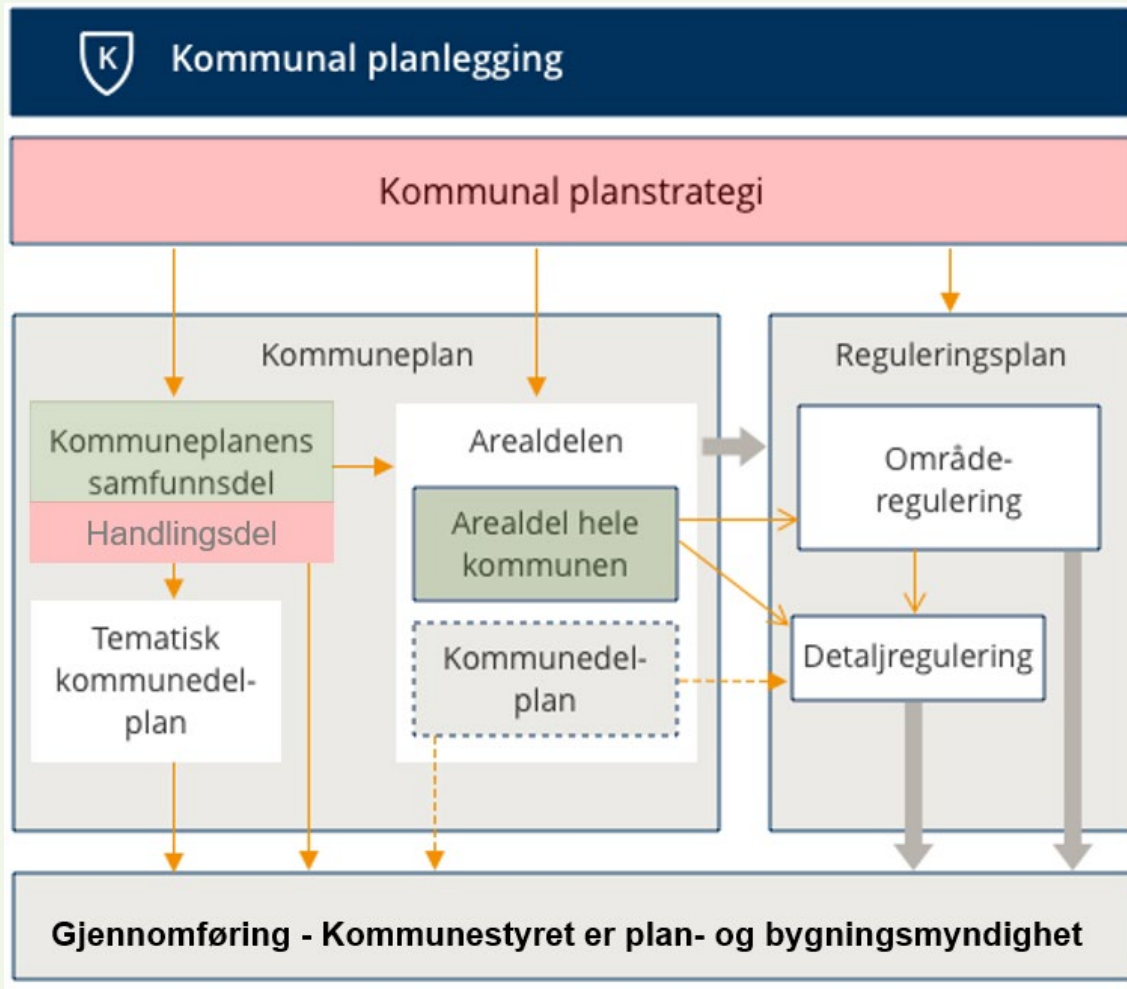 K
Kommunal planlegging
Kommunal planstrategi
Kommuneplan
Kommuneplanens
samfunnsdel
Handlingsdel
Tematisk
kommunedel-
plan
Arealdelen
Arealdel hele
kommunen
Kommunedel-
plan
Reguleringsplan
Område-
regulering
Detaljregulering
Gjennomføring - Kommunestyret er plan- og bygningsmyndighet